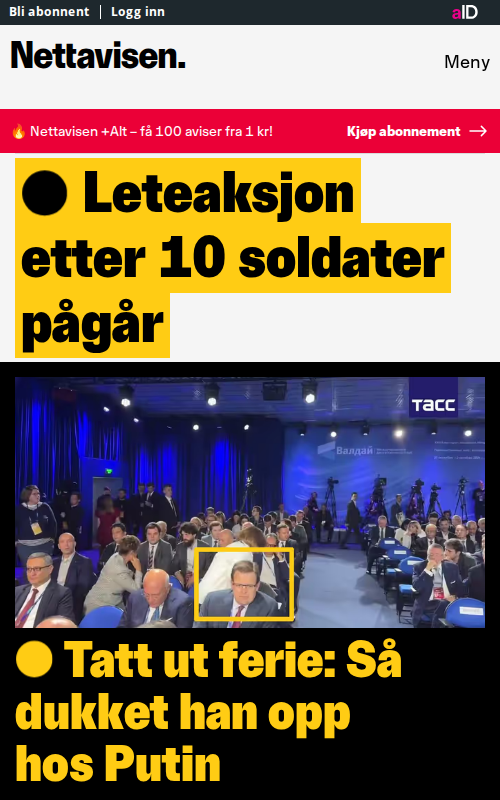 Bli abonnent | Logg inn
aID
Nettavisen.
Meny
🔥 Nettavisen +Alt – få 100 aviser fra 1 kr!
Kjøp abonnement →
Leteaksjon
etter 10 soldater
pågår
ТАСС
Валдай
Tatt ut ferie: Så
dukket han opp
hos Putin